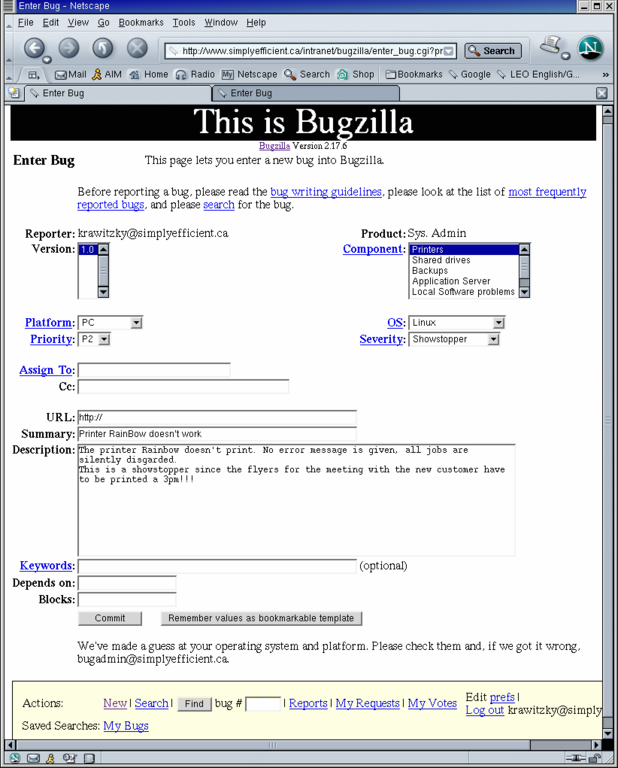 Enter Bug - Netscape
File Edit View Go Bookmarks Tools Window Help
http://www.simplyefficient.ca/intranet/bugzilla/enter_bug.cgi?pr Search
Mail AIM Home Radio My Netscape Search Shop Bookmarks Google LEO English/G... »
Enter Bug Enter Bug
This is Bugzilla
Bugzilla Version 2.17.6
Enter Bug This page lets you enter a new bug into Bugzilla.
Before reporting a bug, please read the bug writing guidelines, please look at the list of most frequently
reported bugs, and please search for the bug.
Reporter: krawitzky@simplyefficient.ca Product: Sys. Admin
Version: 1.0 Component: Printers
Shared drives
Backups
Application Server
Local Software problems
Platform: PC OS: Linux
Priority: P2 Severity: Showstopper
Assign To:
Cc:
URL: http://
Summary: Printer RainBow doesn't work
Description: The printer Rainbow doesn't print. No error message is given, all jobs are
silently disgarded.
This is a showstopper since the flyers for the meeting with the new customer have
to be printed a 3pm!!!
Keywords: (optional)
Depends on:
Blocks:
Commit Remember values as bookmarkable template
We've made a guess at your operating system and platform. Please check them and, if we got it wrong,
bugadmin@simplyefficient.ca.
Actions: New | Search | Find bug # | Reports | My Requests | My Votes Edit prefs |
Log out krawitzky@simply
Saved Searches: My Bugs